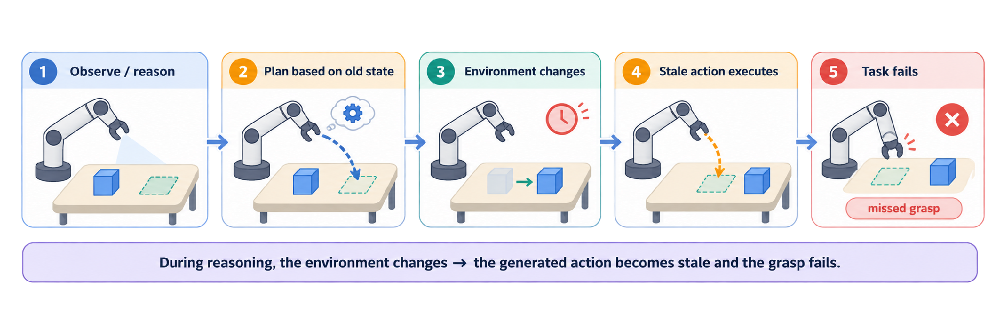 1 Observe / reason
2 Plan based on old state
3 Environment changes
4 Stale action executes
5 Task fails
missed grasp
During reasoning, the environment changes → the generated action becomes stale and the grasp fails.